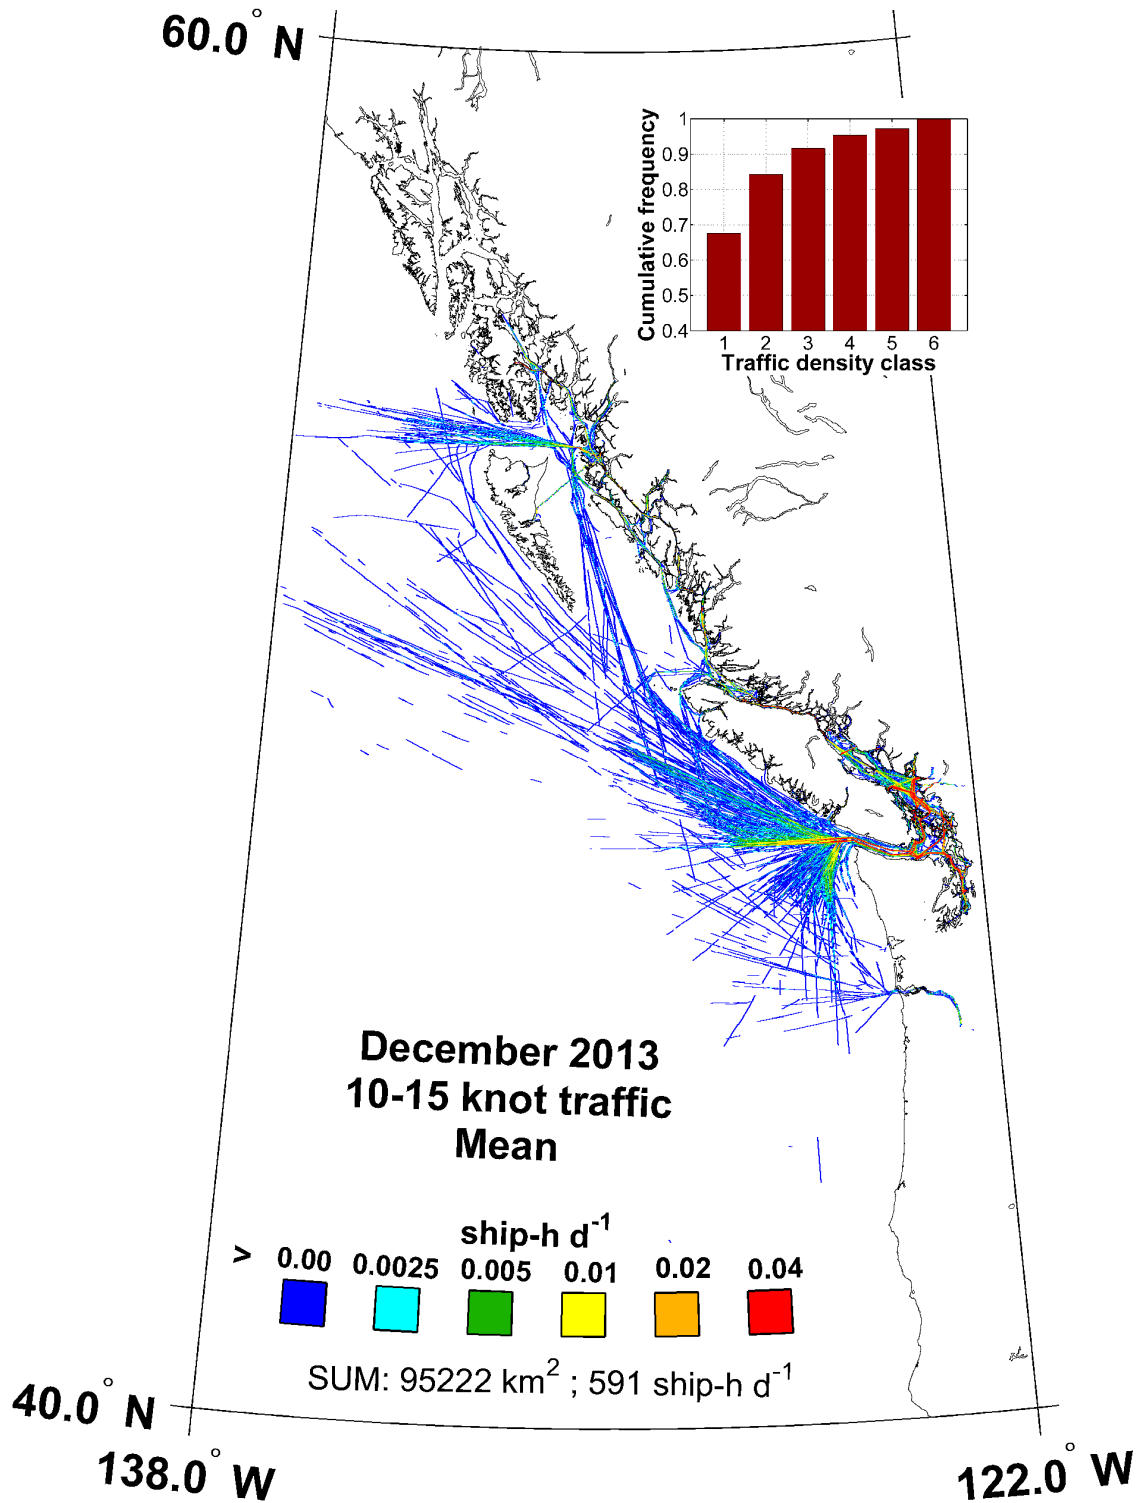 60.0° N
Cumulative frequency
1
0.9
0.8
0.7
0.6
0.5
0.4
1 2 3 4 5 6
Traffic density class
December 2013
10-15 knot traffic
Mean
ship-h d⁻¹
> 0.00 0.0025 0.005 0.01 0.02 0.04
SUM: 95222 km² ; 591 ship-h d⁻¹
40.0° N
138.0° W
122.0° W